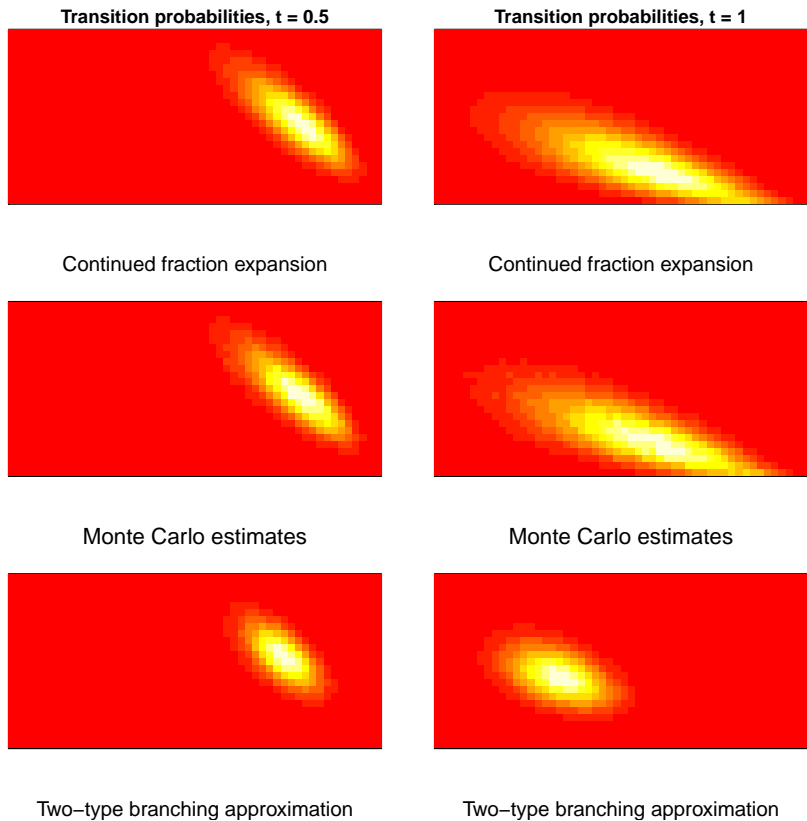 Transition probabilities, t = 0.5
Transition probabilities, t = 1
Continued fraction expansion
Continued fraction expansion
Monte Carlo estimates
Monte Carlo estimates
Two−type branching approximation
Two−type branching approximation